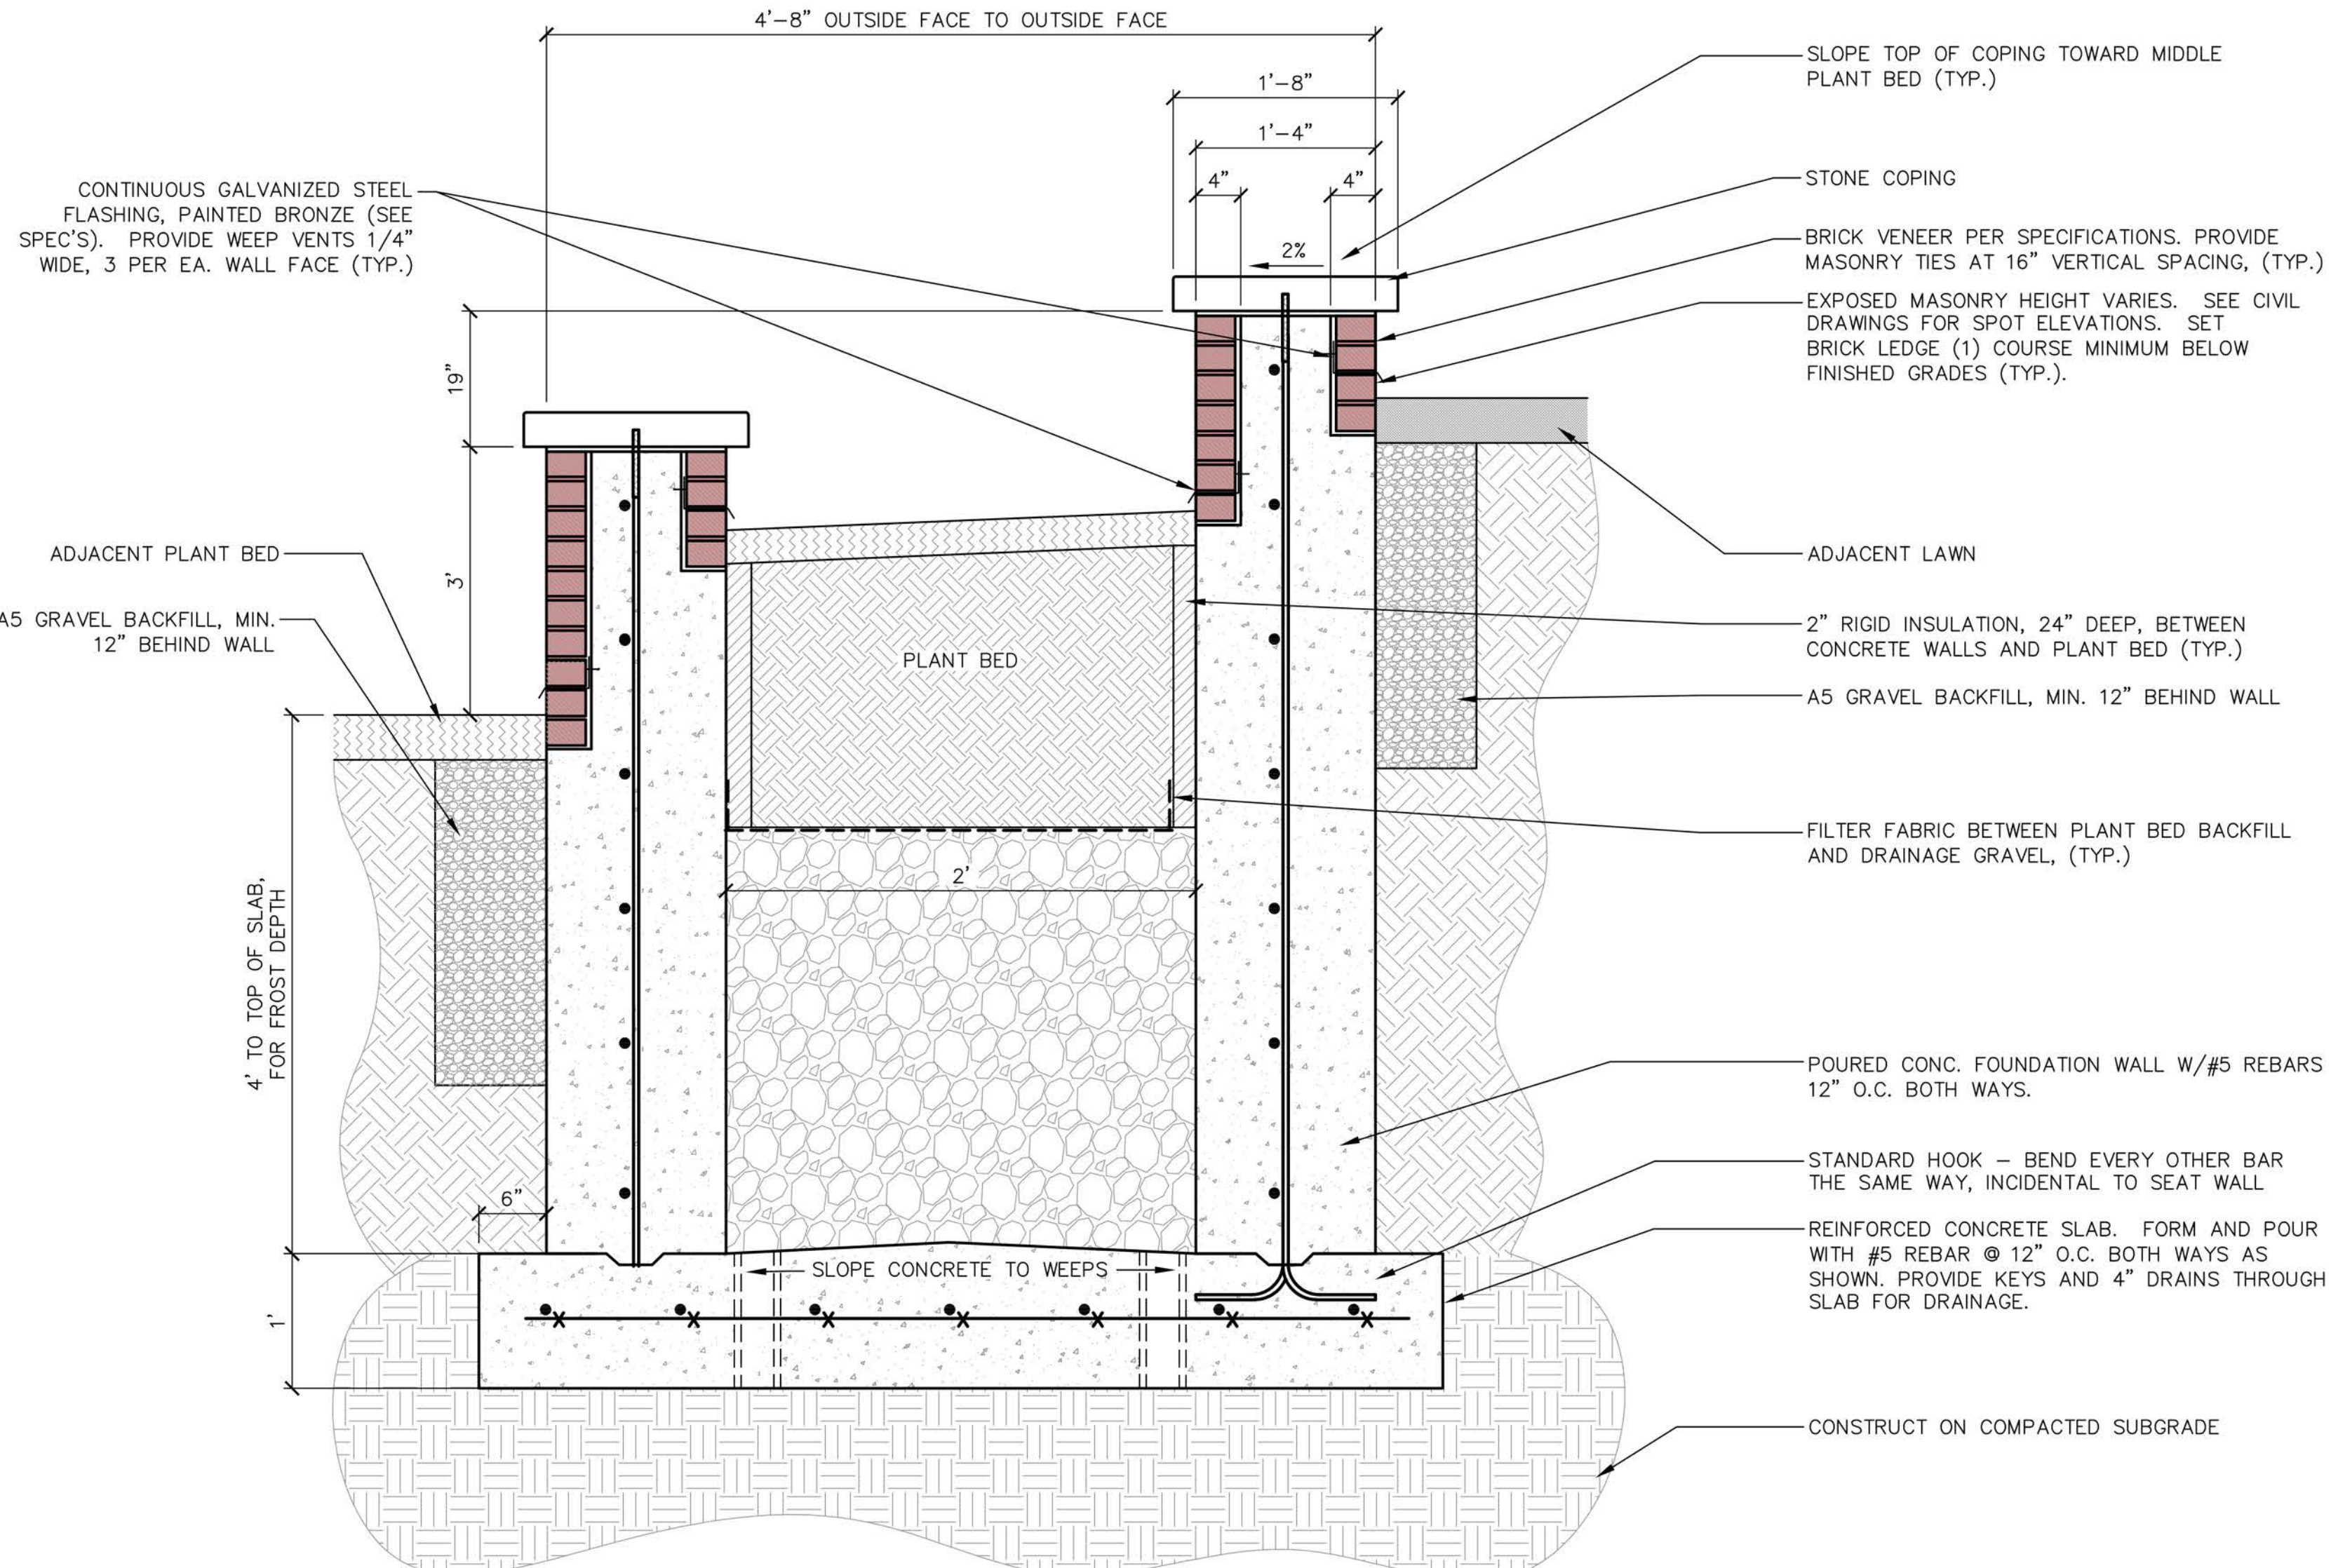 4'-8" OUTSIDE FACE TO OUTSIDE FACE
1'-8"
1'-4"
4"
4"
2%
SLOPE TOP OF COPING TOWARD MIDDLE
PLANT BED (TYP.)
STONE COPING
BRICK VENEER PER SPECIFICATIONS. PROVIDE
MASONRY TIES AT 16" VERTICAL SPACING, (TYP.)
EXPOSED MASONRY HEIGHT VARIES. SEE CIVIL
DRAWINGS FOR SPOT ELEVATIONS. SET
BRICK LEDGE (1) COURSE MINIMUM BELOW
FINISHED GRADES (TYP.).
CONTINUOUS GALVANIZED STEEL
FLASHING, PAINTED BRONZE (SEE
SPEC'S). PROVIDE WEEP VENTS 1/4"
WIDE, 3 PER EA. WALL FACE (TYP.)
19"
3'
ADJACENT PLANT BED
A5 GRAVEL BACKFILL, MIN.
12" BEHIND WALL
PLANT BED
ADJACENT LAWN
2" RIGID INSULATION, 24" DEEP, BETWEEN
CONCRETE WALLS AND PLANT BED (TYP.)
A5 GRAVEL BACKFILL, MIN. 12" BEHIND WALL
FILTER FABRIC BETWEEN PLANT BED BACKFILL
AND DRAINAGE GRAVEL, (TYP.)
2'
4' TO TOP OF SLAB,
FOR FROST DEPTH
POURED CONC. FOUNDATION WALL W/#5 REBARS
12" O.C. BOTH WAYS.
STANDARD HOOK – BEND EVERY OTHER BAR
THE SAME WAY, INCIDENTAL TO SEAT WALL
REINFORCED CONCRETE SLAB. FORM AND POUR
WITH #5 REBAR @ 12" O.C. BOTH WAYS AS
SHOWN. PROVIDE KEYS AND 4" DRAINS THROUGH
SLAB FOR DRAINAGE.
6"
SLOPE CONCRETE TO WEEPS
1'
CONSTRUCT ON COMPACTED SUBGRADE